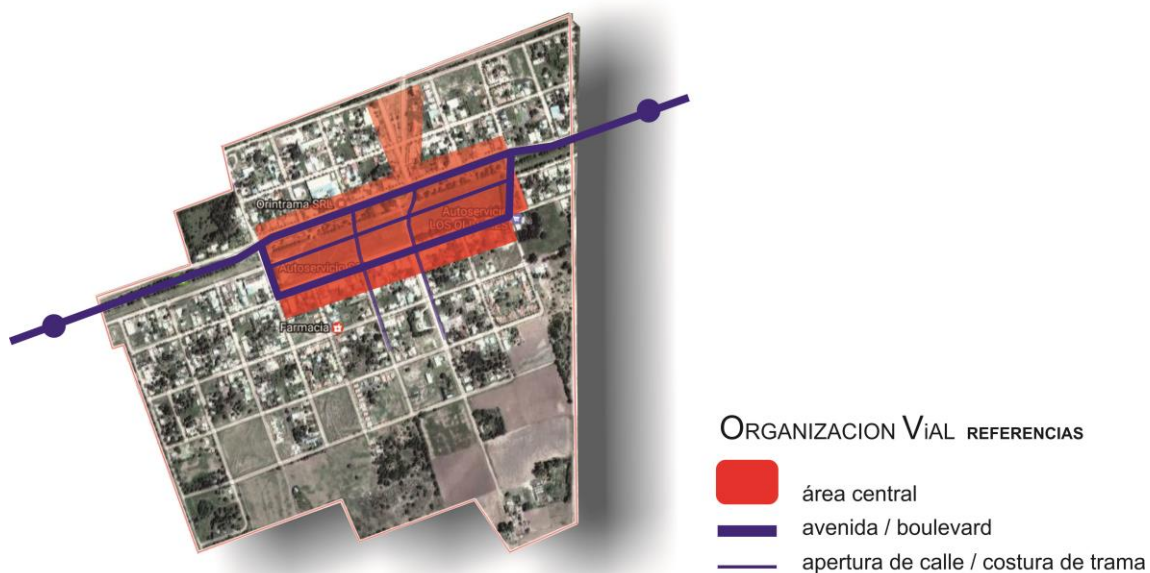 Orintrama SRL
Autoservicio
LOS
Autoservicio
Farmacia
ORGANIZACION ViAL REFERENCIAS
área central
avenida / boulevard
apertura de calle / costura de trama